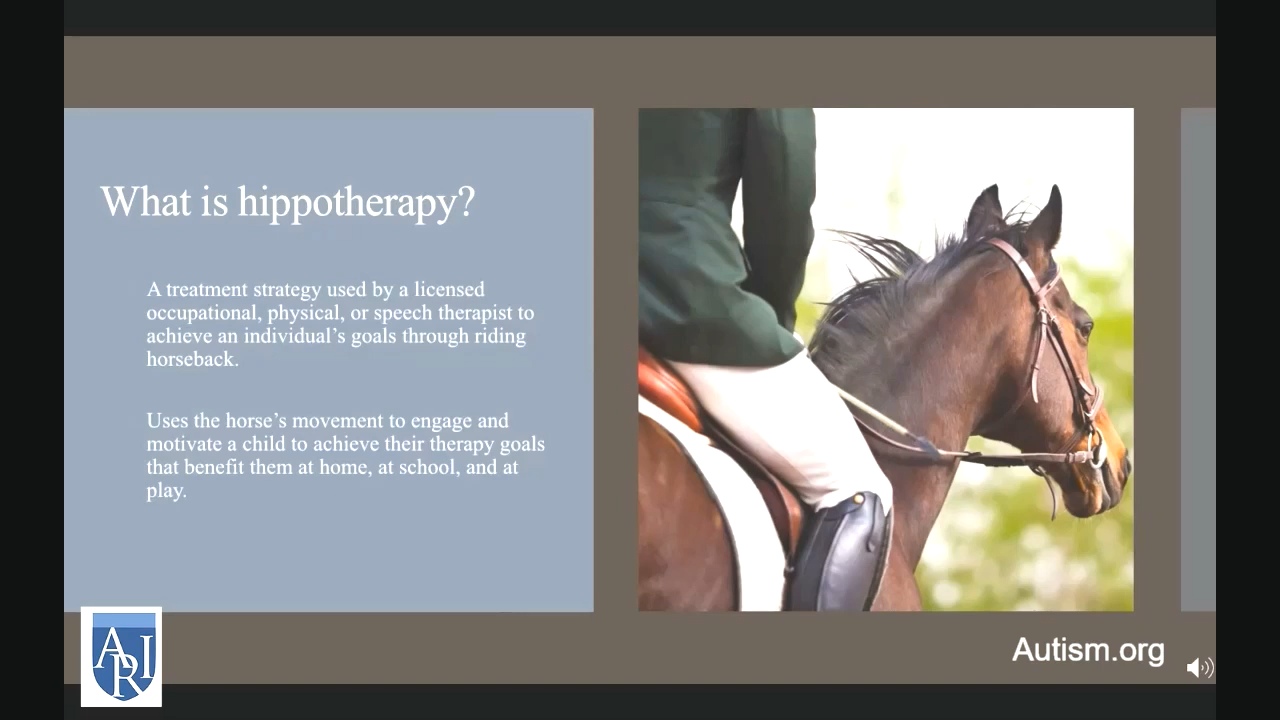 What is hippotherapy?
A treatment strategy used by a licensed
occupational, physical, or speech therapist to
achieve an individual’s goals through riding
horseback.
Uses the horse’s movement to engage and
motivate a child to achieve their therapy goals
that benefit them at home, at school, and at
play.
ARI
Autism.org